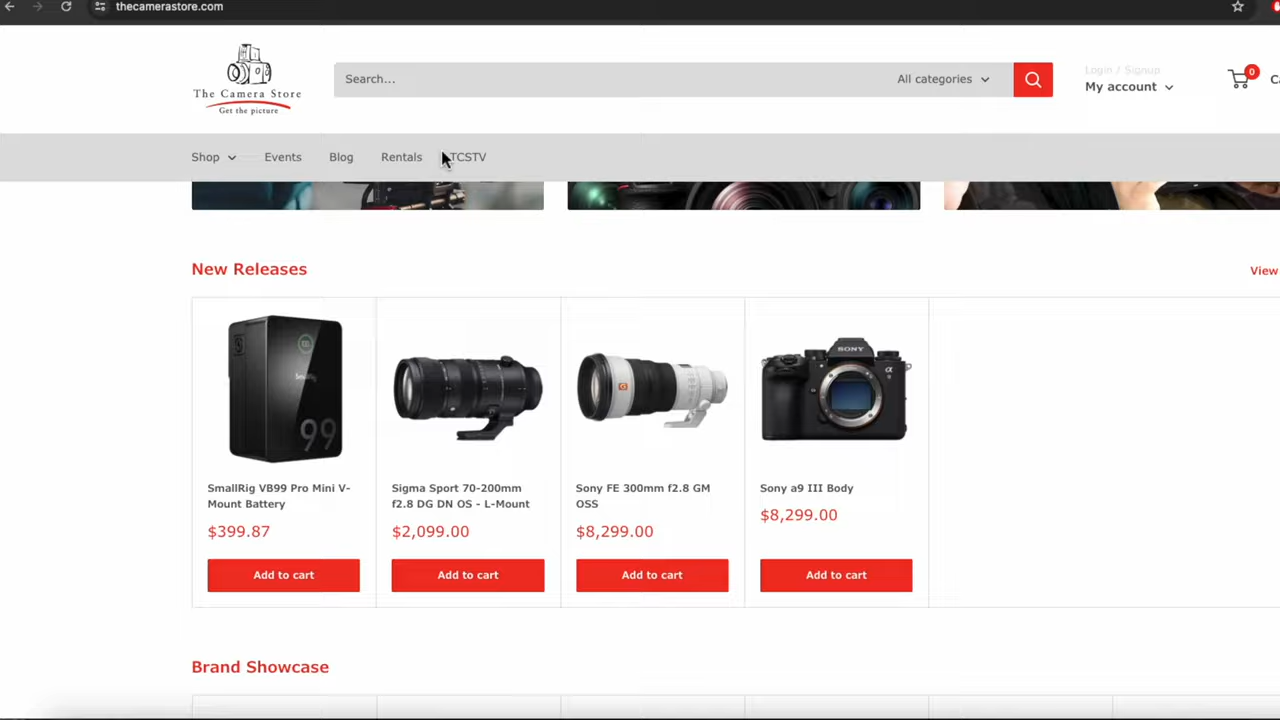 thecamerastore.com
The Camera Store
Get the picture
Search...
All categories
Login / Signup
My account
0
Ca
Shop
Events
Blog
Rentals
TCSTV
New Releases
View
99
SONY
α
G
SmallRig VB99 Pro Mini V-
Mount Battery
$399.87
Add to cart
Sigma Sport 70-200mm
f2.8 DG DN OS - L-Mount
$2,099.00
Add to cart
Sony FE 300mm f2.8 GM
OSS
$8,299.00
Add to cart
Sony a9 III Body
$8,299.00
Add to cart
Brand Showcase